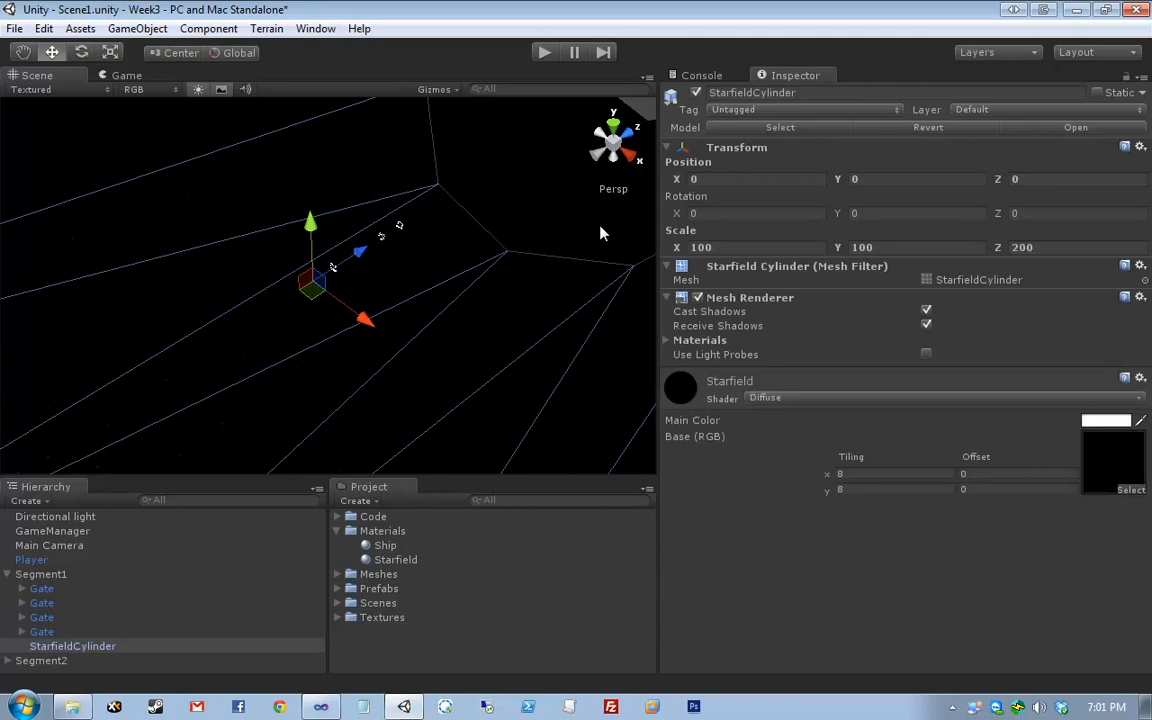 Unity - Scene1.unity - Week3 - PC and Mac Standalone*
File Edit Assets GameObject Component Terrain Window Help
Center Global Layers Layout
Scene Game Console Inspector
Textured RGB Gizmos All
StarfieldCylinder Static
Tag Untagged Layer Default
Model Select Revert Open
Transform
Position
X 0 Y 0 Z 0
Rotation
X 0 Y 0 Z 0
Scale
X 100 Y 100 Z 200
Starfield Cylinder (Mesh Filter)
Mesh StarfieldCylinder
Mesh Renderer
Cast Shadows
Receive Shadows
Materials
Use Light Probes
Starfield
Shader Diffuse
Main Color
Base (RGB)
Tiling Offset
x 8 0
y 8 0
Select
y
z
x
Persp
Hierarchy
Create All
Directional light
GameManager
Main Camera
Player
Segment1
Gate
Gate
Gate
Gate
StarfieldCylinder
Segment2
Project
Create All
Code
Materials
Ship
Starfield
Meshes
Prefabs
Scenes
Textures
7:01 PM